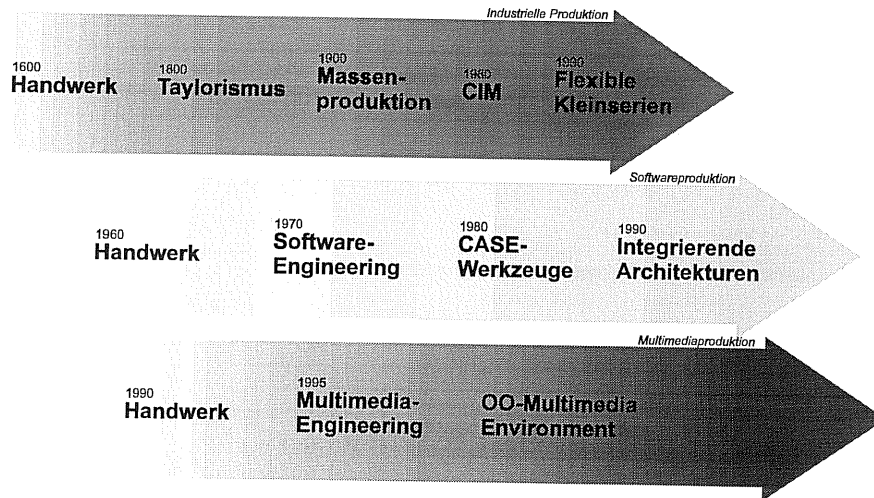 Industrielle Produktion
1600
Handwerk
1800
Taylorismus
1900
Massen-
produktion
1980
CIM
1990
Flexible
Kleinserien
Softwareproduktion
1960
Handwerk
1970
Software-
Engineering
1980
CASE-
Werkzeuge
1990
Integrierende
Architekturen
Multimediaproduktion
1990
Handwerk
1995
Multimedia-
Engineering
OO-Multimedia
Environment